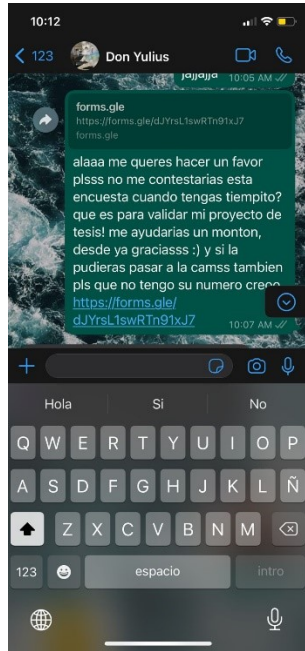 10:12
123
Don Yulius
jajjajja 10:05 AM
forms.gle
https://forms.gle/dJYrsL1swRTn91xJ7
forms.gle
alaaa me queres hacer un favor
plsss no me contestarias esta
encuesta cuando tengas tiempito?
que es para validar mi proyecto de
tesis! me ayudarias un monton,
desde ya graciasss :) y si la
pudieras pasar a la camss tambien
pls que no tengo su numero creoo
https://forms.gle/
dJYrsL1swRTn91xJ7
10:07 AM
Hola Si No
Q W E R T Y U I O P
A S D F G H J K L Ñ
Z X C V B N M
123 espacio intro